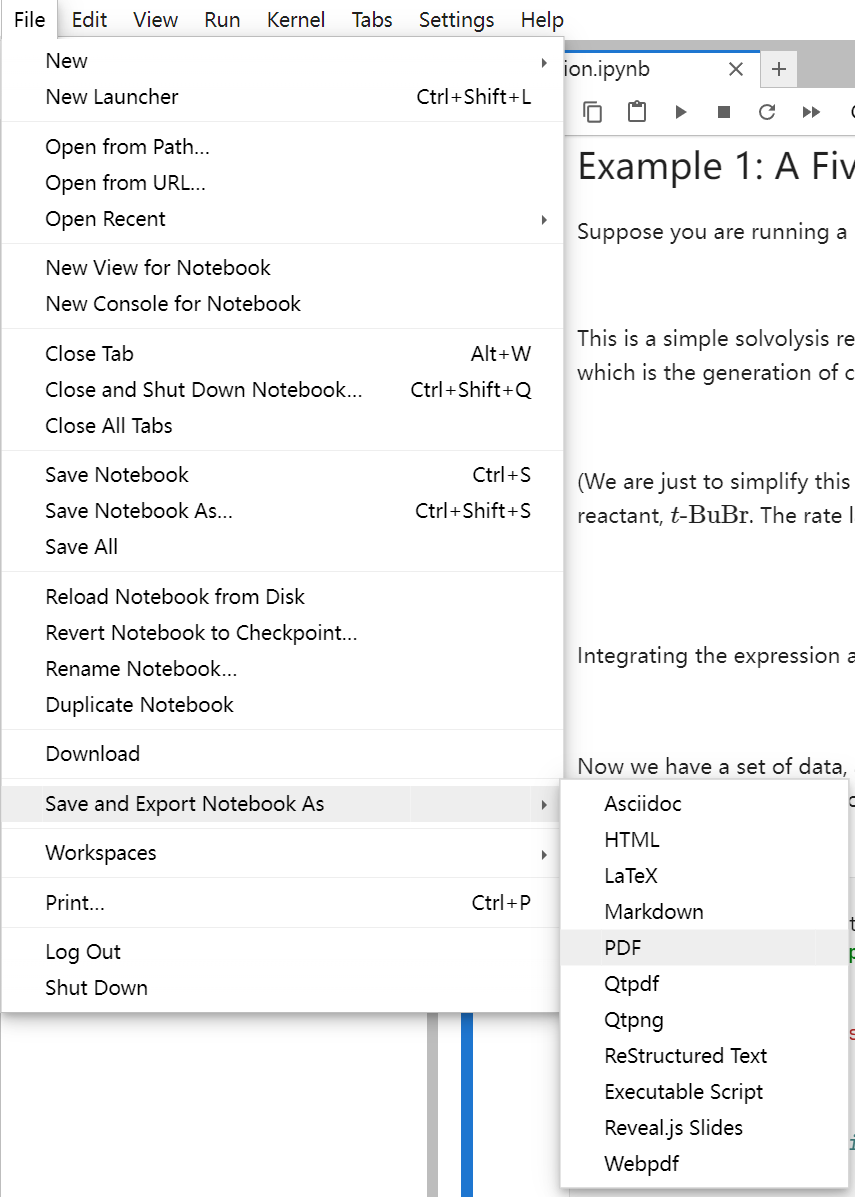 File Edit View Run Kernel Tabs Settings Help
New
New Launcher Ctrl+Shift+L
Open from Path...
Open from URL...
Open Recent
New View for Notebook
New Console for Notebook
Close Tab Alt+W
Close and Shut Down Notebook... Ctrl+Shift+Q
Close All Tabs
Save Notebook Ctrl+S
Save Notebook As... Ctrl+Shift+S
Save All
Reload Notebook from Disk
Revert Notebook to Checkpoint...
Rename Notebook...
Duplicate Notebook
Download
Save and Export Notebook As
Workspaces
Print... Ctrl+P
Log Out
Shut Down
Asciidoc
HTML
LaTeX
Markdown
PDF
Qtpdf
Qtpng
ReStructured Text
Executable Script
Reveal.js Slides
Webpdf
ion.ipynb
Example 1: A Fiv
Suppose you are running a
This is a simple solvolysis re
which is the generation of c
(We are just to simplify this
reactant, t-BuBr. The rate l
Integrating the expression a
Now we have a set of data,